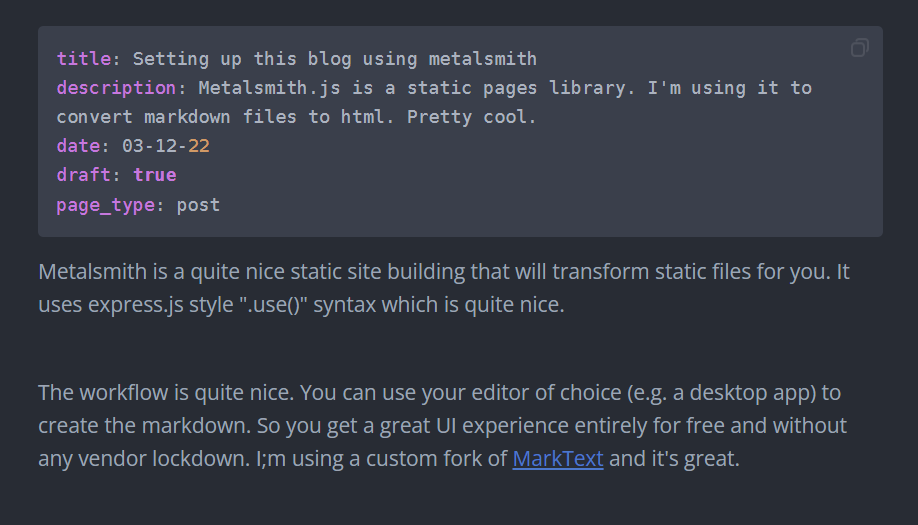 title: Setting up this blog using metalsmith
description: Metalsmith.js is a static pages library. I'm using it to
convert markdown files to html. Pretty cool.
date: 03-12-22
draft: true
page_type: post
Metalsmith is a quite nice static site building that will transform static files for you. It
uses express.js style ".use()" syntax which is quite nice.
The workflow is quite nice. You can use your editor of choice (e.g. a desktop app) to
create the markdown. So you get a great UI experience entirely for free and without
any vendor lockdown. I;m using a custom fork of MarkText and it's great.